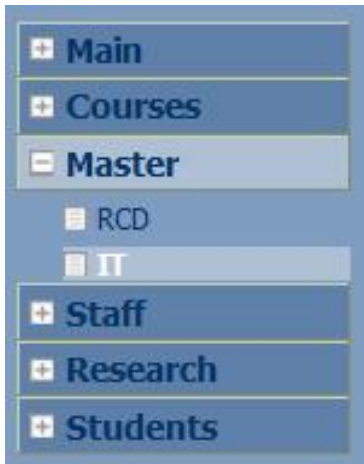 Main
Courses
Master
RCD
IT
Staff
Research
Students